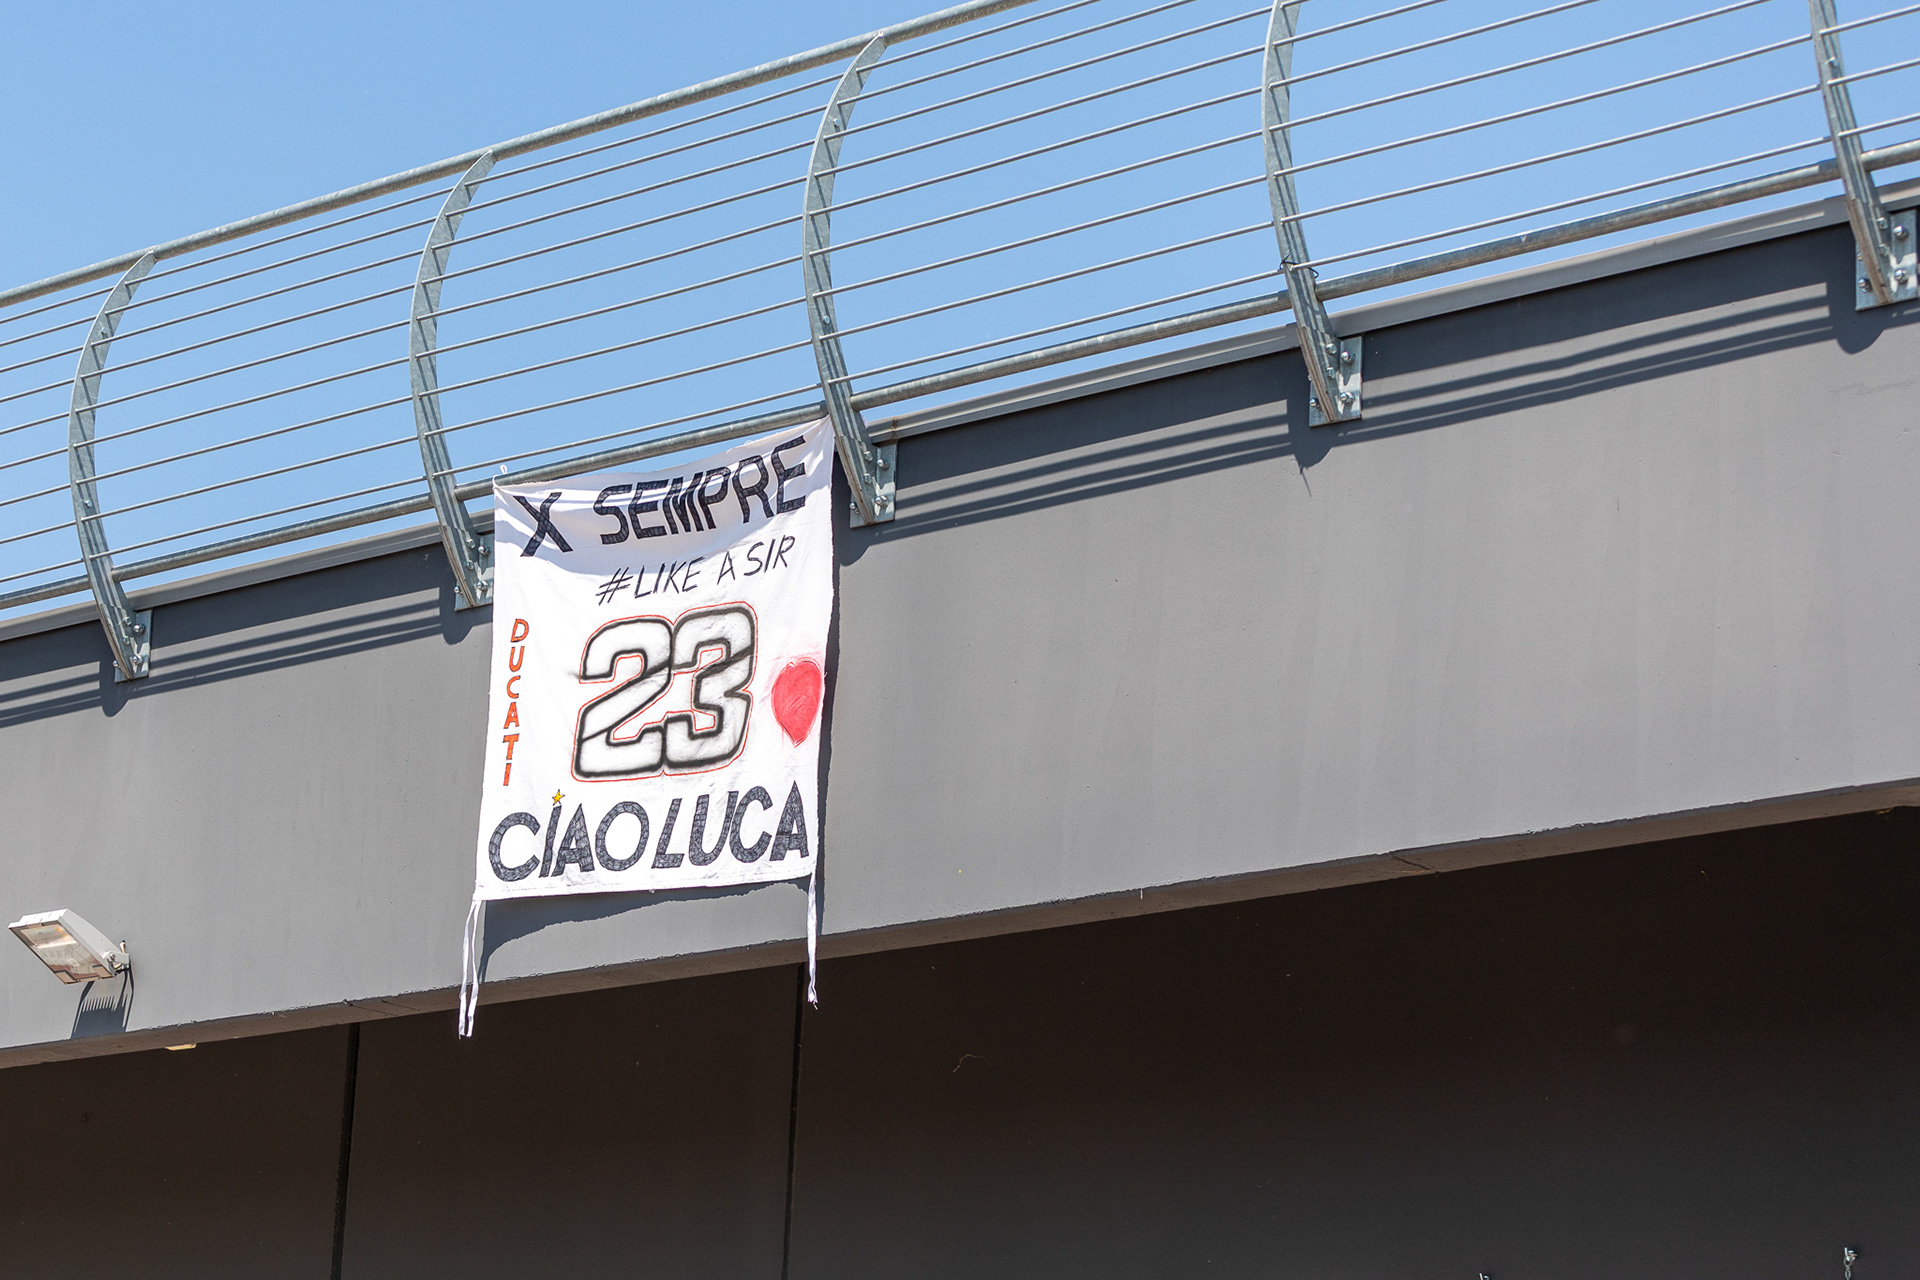 X SEMPRE
#LIKE A SIR
DUCATI
23
CIAO LUCA